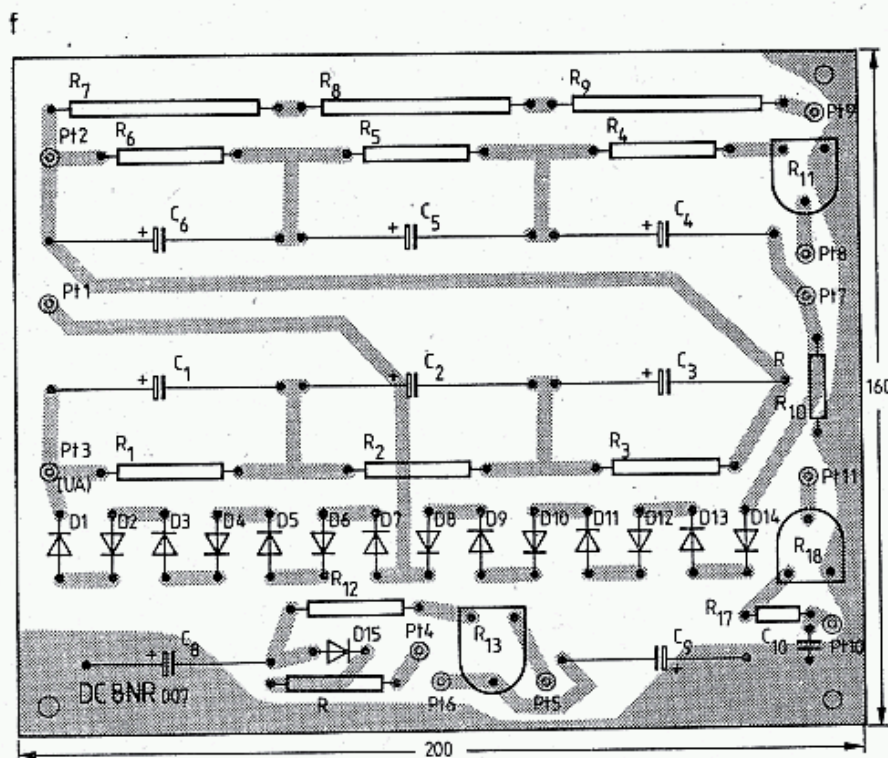 f
R7 R8 R9
Pt2 R6 R5 R4 Pt9
R11
+ C6 + C5 + C4
Pt8
Pt1 Pt7
+ C1 + C2 + C3 R
R10 160
Pt3 R1 R2 R3 Pt11
(UA)
D1 D2 D3 D4 D5 D6 D7 D8 D9 D10 D11 D12 D13 D14
R18
R12 R17
+ C8 D15 Pt4 R13 C9 + C10 Pt10
DC8NR 007 R Pt6 Pt5
200